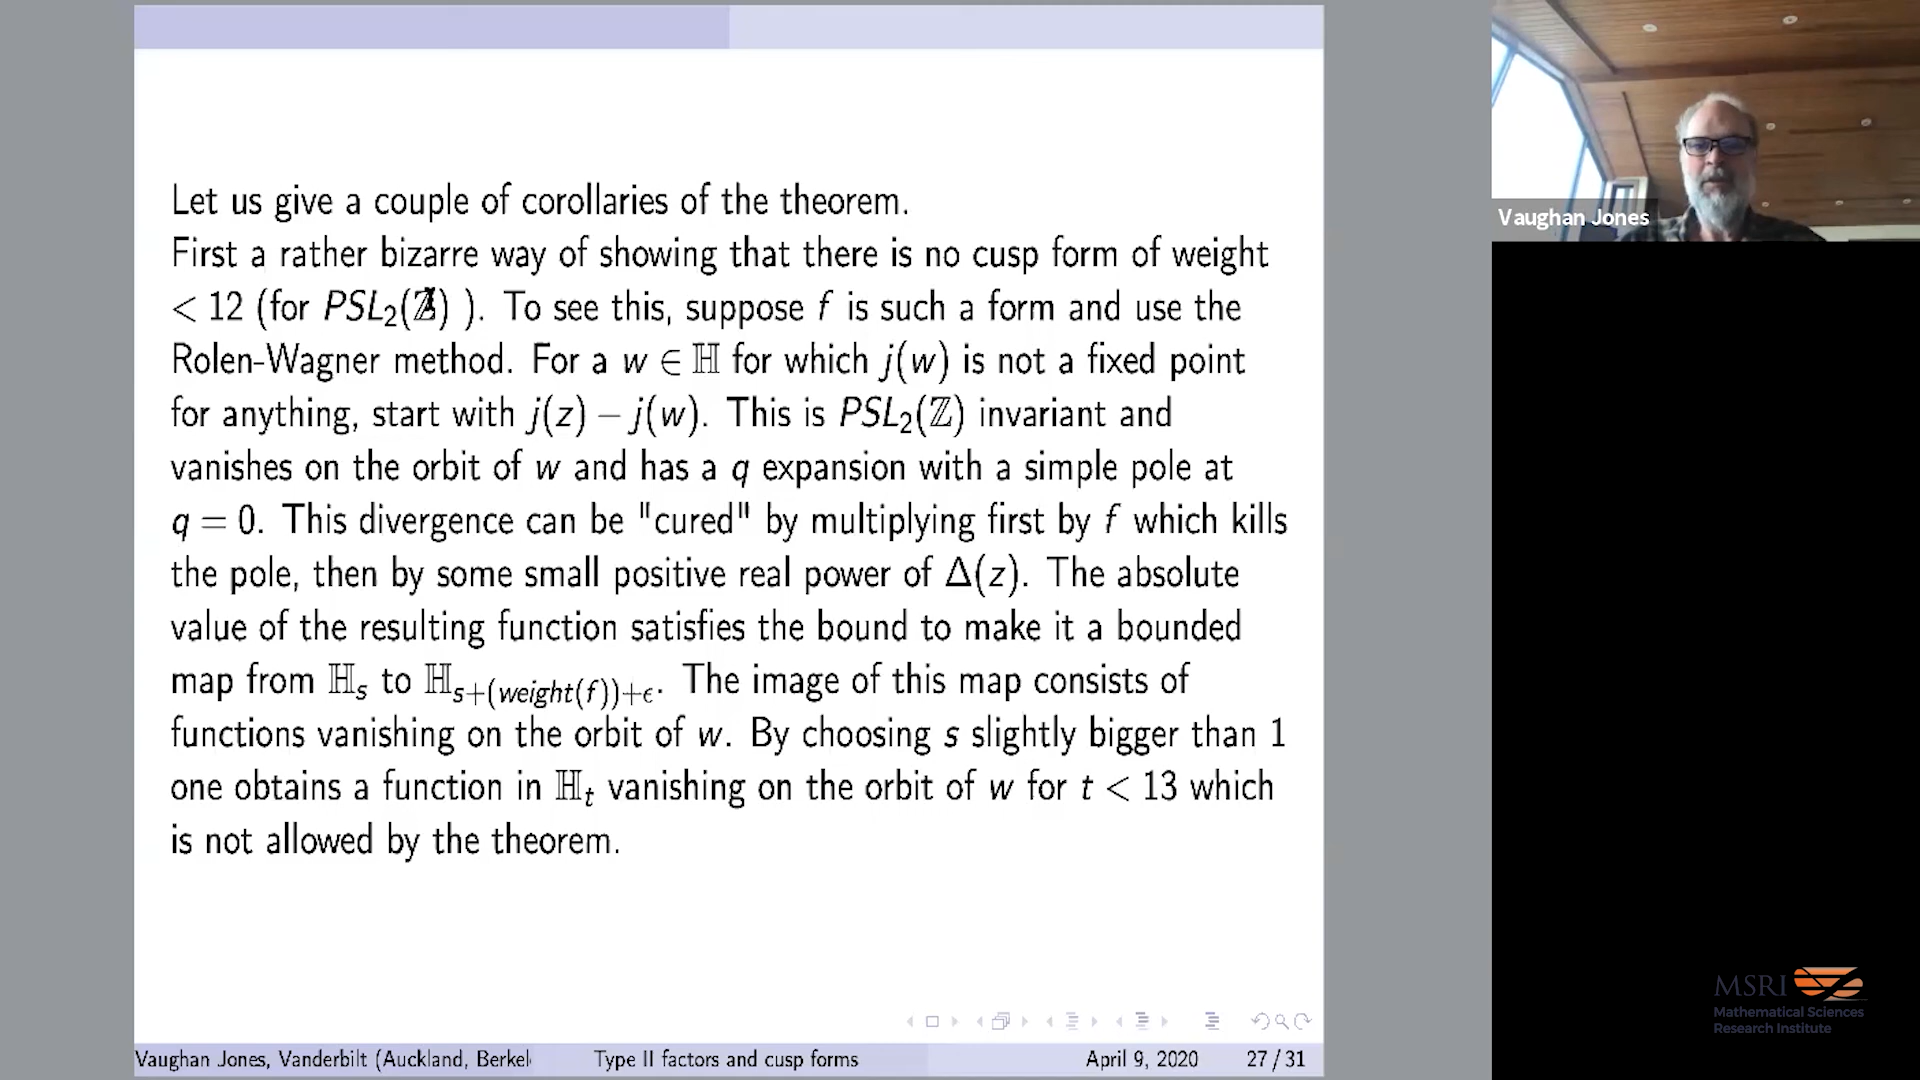 Let us give a couple of corollaries of the theorem.
First a rather bizarre way of showing that there is no cusp form of weight
< 12 (for PSL₂(ℤ) ). To see this, suppose f is such a form and use the
Rolen-Wagner method. For a w ∈ ℍ for which j(w) is not a fixed point
for anything, start with j(z) − j(w). This is PSL₂(ℤ) invariant and
vanishes on the orbit of w and has a q expansion with a simple pole at
q = 0. This divergence can be "cured" by multiplying first by f which kills
the pole, then by some small positive real power of Δ(z). The absolute
value of the resulting function satisfies the bound to make it a bounded
map from ℍ_s to ℍ_{s+(weight(f))+ϵ}. The image of this map consists of
functions vanishing on the orbit of w. By choosing s slightly bigger than 1
one obtains a function in ℍ_t vanishing on the orbit of w for t < 13 which
is not allowed by the theorem.
Vaughan Jones, Vanderbilt (Auckland, Berkel Type II factors and cusp forms April 9, 2020 27 / 31
Vaughan Jones
MSRI
Mathematical Sciences
Research Institute